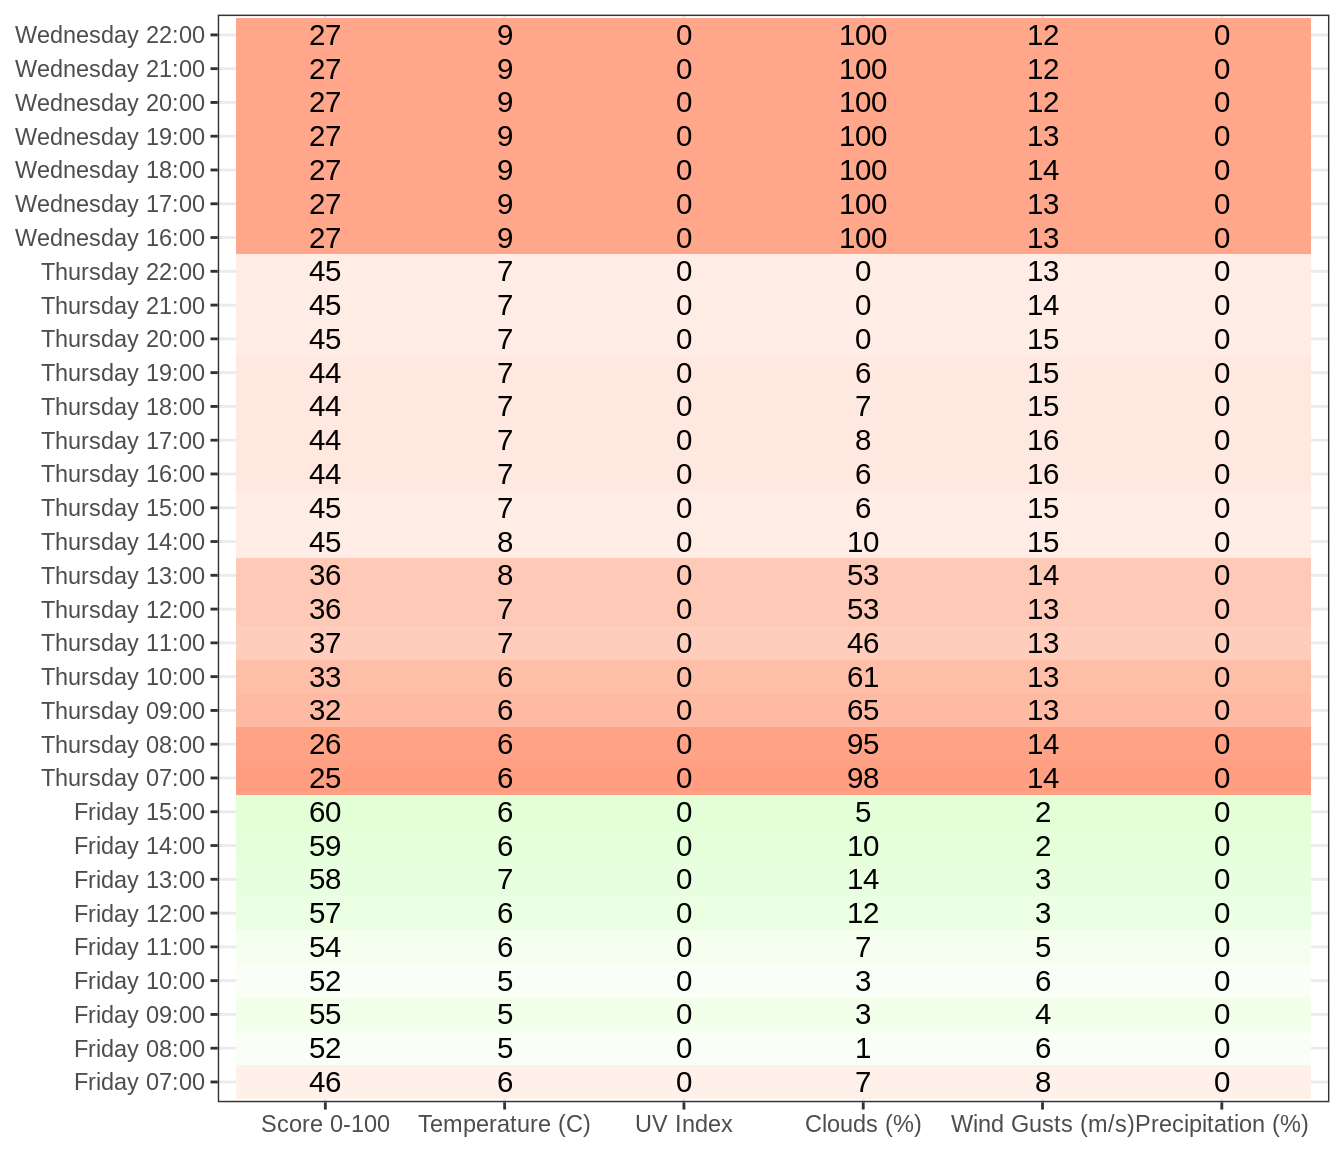 Wednesday 22:00 27 9 0 100 12 0
Wednesday 21:00 27 9 0 100 12 0
Wednesday 20:00 27 9 0 100 12 0
Wednesday 19:00 27 9 0 100 13 0
Wednesday 18:00 27 9 0 100 14 0
Wednesday 17:00 27 9 0 100 13 0
Wednesday 16:00 27 9 0 100 13 0
Thursday 22:00 45 7 0 0 13 0
Thursday 21:00 45 7 0 0 14 0
Thursday 20:00 45 7 0 0 15 0
Thursday 19:00 44 7 0 6 15 0
Thursday 18:00 44 7 0 7 15 0
Thursday 17:00 44 7 0 8 16 0
Thursday 16:00 44 7 0 6 16 0
Thursday 15:00 45 7 0 6 15 0
Thursday 14:00 45 8 0 10 15 0
Thursday 13:00 36 8 0 53 14 0
Thursday 12:00 36 7 0 53 13 0
Thursday 11:00 37 7 0 46 13 0
Thursday 10:00 33 6 0 61 13 0
Thursday 09:00 32 6 0 65 13 0
Thursday 08:00 26 6 0 95 14 0
Thursday 07:00 25 6 0 98 14 0
Friday 15:00 60 6 0 5 2 0
Friday 14:00 59 6 0 10 2 0
Friday 13:00 58 7 0 14 3 0
Friday 12:00 57 6 0 12 3 0
Friday 11:00 54 6 0 7 5 0
Friday 10:00 52 5 0 3 6 0
Friday 09:00 55 5 0 3 4 0
Friday 08:00 52 5 0 1 6 0
Friday 07:00 46 6 0 7 8 0
Score 0-100 Temperature (C) UV Index Clouds (%) Wind Gusts (m/s) Precipitation (%)